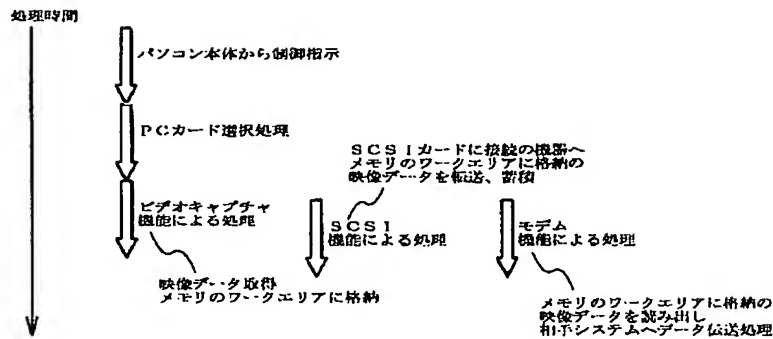 処理時間
パソコン本体から制御指示
PCカード選択処理
SCSIカードに接続の機器へ
メモリのワークエリアに格納の
映像データを転送、蓄積
ビデオキャプチャ
機能による処理
SCSI
機能による処理
モデム
機能による処理
映像データ取得
メモリのワークエリアに格納
メモリのワークエリアに格納の
映像データを読み出し
相手システムへデータ伝送処理